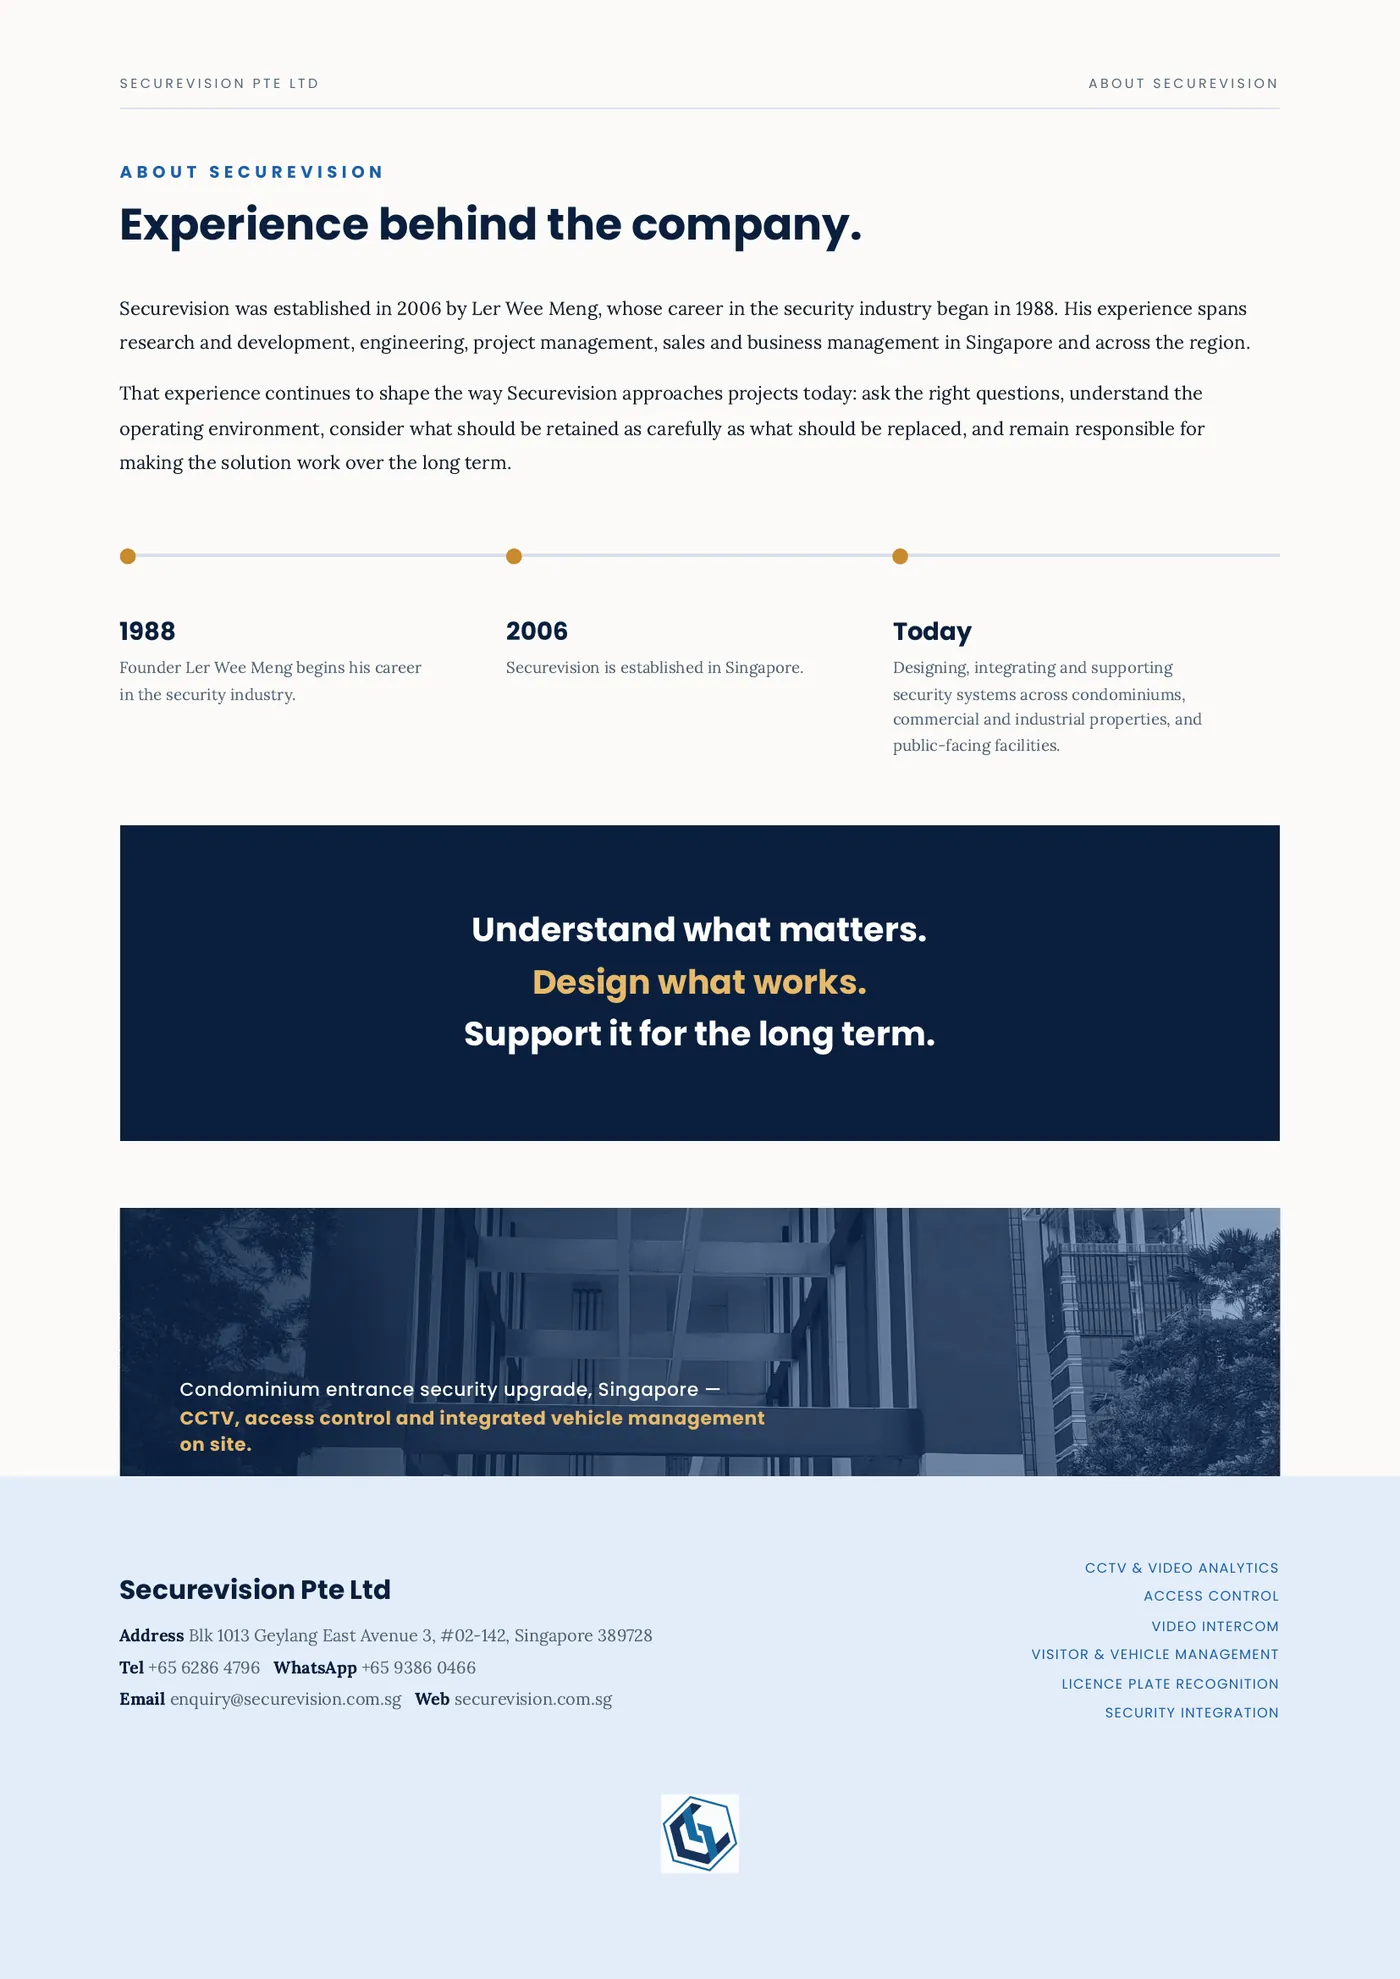 SECUREVISION PTE LTD
ABOUT SECUREVISION
ABOUT SECUREVISION
Experience behind the company.
Securevision was established in 2006 by Ler Wee Meng, whose career in the security industry began in 1988. His experience spans
research and development, engineering, project management, sales and business management in Singapore and across the region.
That experience continues to shape the way Securevision approaches projects today: ask the right questions, understand the
operating environment, consider what should be retained as carefully as what should be replaced, and remain responsible for
making the solution work over the long term.
1988
Founder Ler Wee Meng begins his career
in the security industry.
2006
Securevision is established in Singapore.
Today
Designing, integrating and supporting
security systems across condominiums,
commercial and industrial properties, and
public-facing facilities.
Understand what matters.
Design what works.
Support it for the long term.
Condominium entrance security upgrade, Singapore —
CCTV, access control and integrated vehicle management
on site.
Securevision Pte Ltd
Address Blk 1013 Geylang East Avenue 3, #02-142, Singapore 389728
Tel +65 6286 4796 WhatsApp +65 9386 0466
Email enquiry@securevision.com.sg Web securevision.com.sg
CCTV & VIDEO ANALYTICS
ACCESS CONTROL
VIDEO INTERCOM
VISITOR & VEHICLE MANAGEMENT
LICENCE PLATE RECOGNITION
SECURITY INTEGRATION